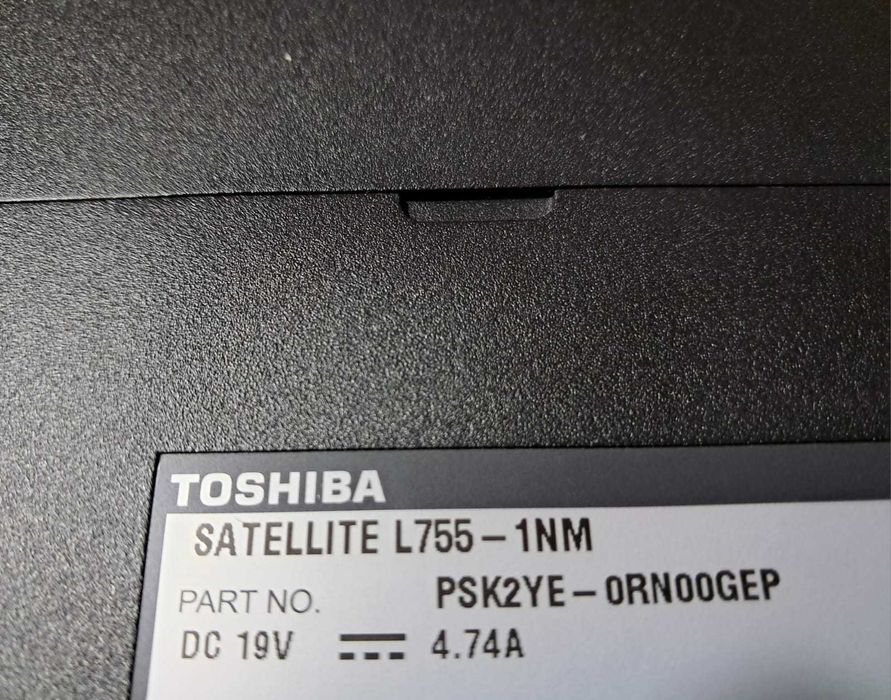 TOSHIBA
SATELLITE L755-1NM
PART NO. PSK2YE-0RN00GEP
DC 19V ⎓ 4.74A